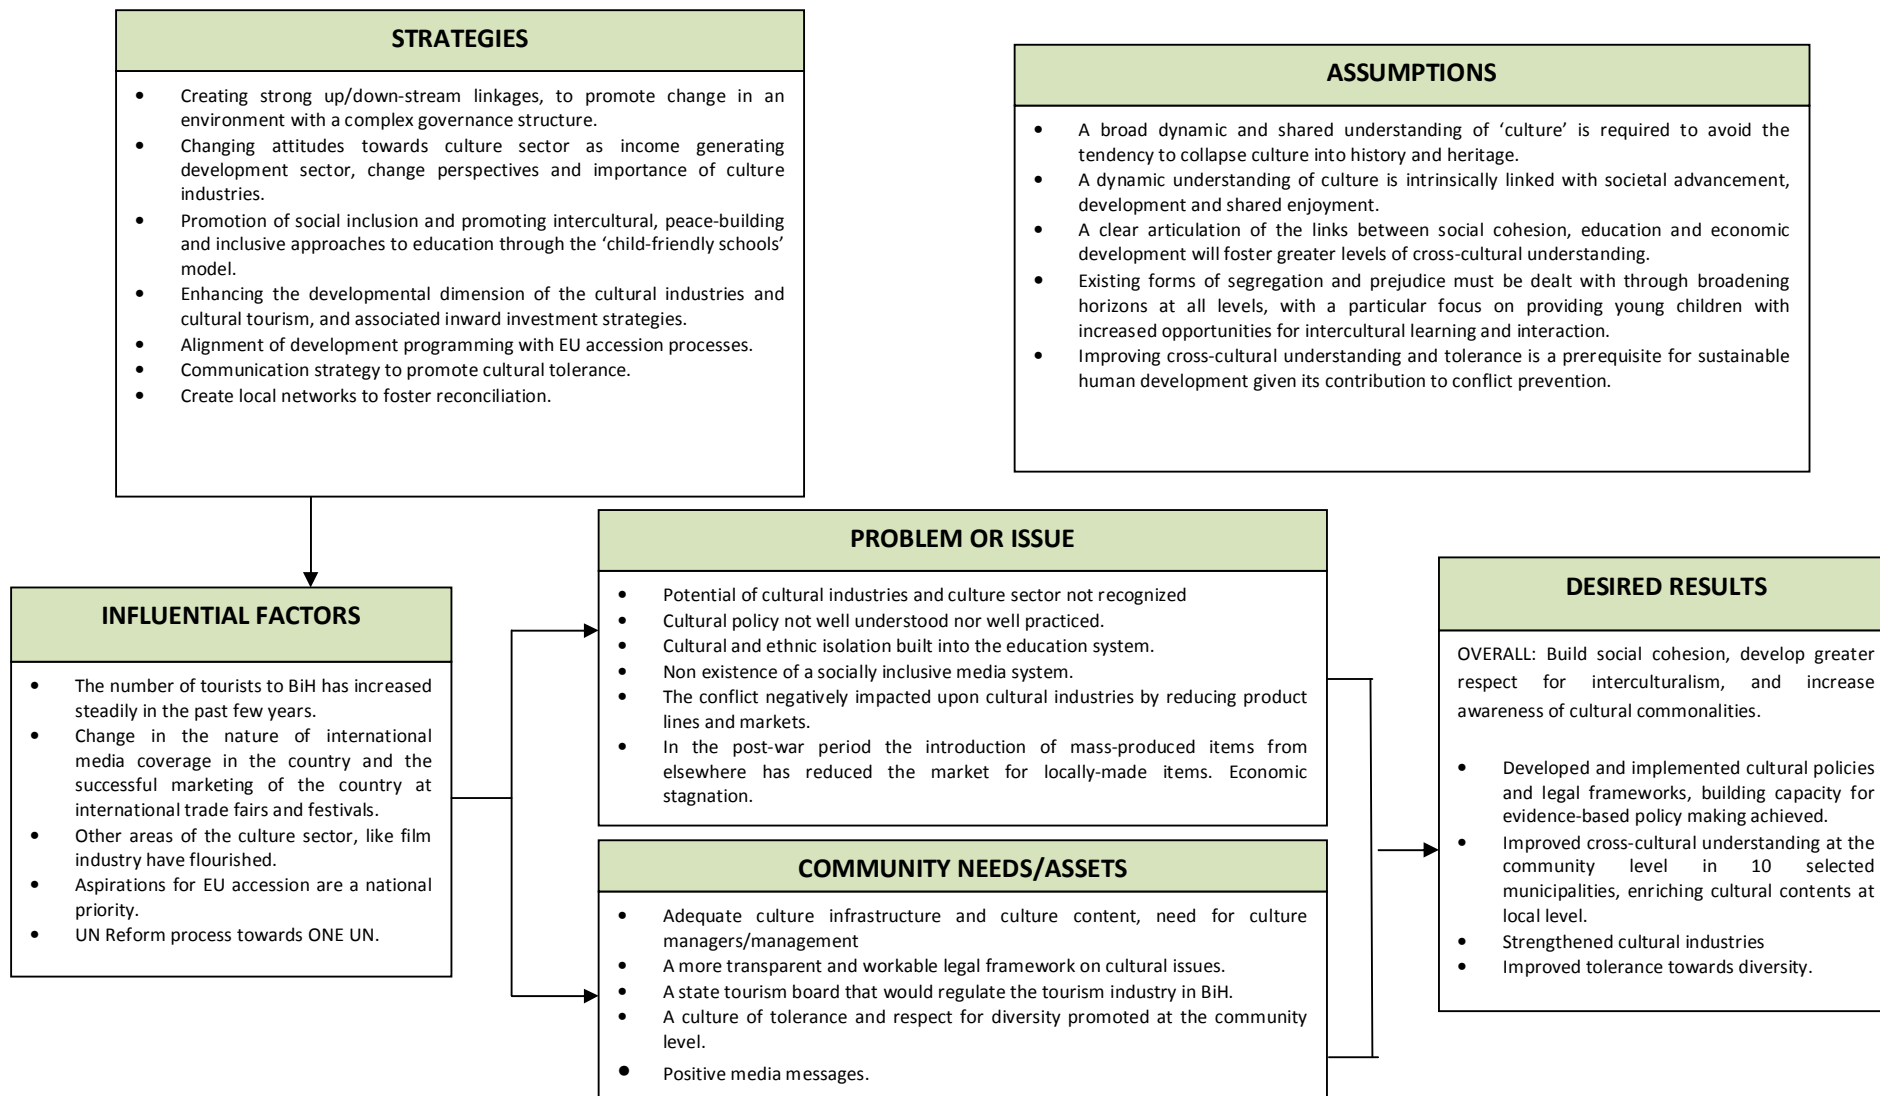 STRATEGIES
• Creating strong up/down-stream linkages, to promote change in an
environment with a complex governance structure.
• Changing attitudes towards culture sector as income generating
development sector, change perspectives and importance of culture
industries.
• Promotion of social inclusion and promoting intercultural, peace-building
and inclusive approaches to education through the ‘child-friendly schools’
model.
• Enhancing the developmental dimension of the cultural industries and
cultural tourism, and associated inward investment strategies.
• Alignment of development programming with EU accession processes.
• Communication strategy to promote cultural tolerance.
• Create local networks to foster reconciliation.
ASSUMPTIONS
• A broad dynamic and shared understanding of ‘culture’ is required to avoid the
tendency to collapse culture into history and heritage.
• A dynamic understanding of culture is intrinsically linked with societal advancement,
development and shared enjoyment.
• A clear articulation of the links between social cohesion, education and economic
development will foster greater levels of cross-cultural understanding.
• Existing forms of segregation and prejudice must be dealt with through broadening
horizons at all levels, with a particular focus on providing young children with
increased opportunities for intercultural learning and interaction.
• Improving cross-cultural understanding and tolerance is a prerequisite for sustainable
human development given its contribution to conflict prevention.
INFLUENTIAL FACTORS
• The number of tourists to BiH has increased
steadily in the past few years.
• Change in the nature of international
media coverage in the country and the
successful marketing of the country at
international trade fairs and festivals.
• Other areas of the culture sector, like film
industry have flourished.
• Aspirations for EU accession are a national
priority.
• UN Reform process towards ONE UN.
PROBLEM OR ISSUE
• Potential of cultural industries and culture sector not recognized
• Cultural policy not well understood nor well practiced.
• Cultural and ethnic isolation built into the education system.
• Non existence of a socially inclusive media system.
• The conflict negatively impacted upon cultural industries by reducing product
lines and markets.
• In the post-war period the introduction of mass-produced items from
elsewhere has reduced the market for locally-made items. Economic
stagnation.
COMMUNITY NEEDS/ASSETS
• Adequate culture infrastructure and culture content, need for culture
managers/management
• A more transparent and workable legal framework on cultural issues.
• A state tourism board that would regulate the tourism industry in BiH.
• A culture of tolerance and respect for diversity promoted at the community
level.
• Positive media messages.
DESIRED RESULTS
OVERALL: Build social cohesion, develop greater
respect for interculturalism, and increase
awareness of cultural commonalities.
• Developed and implemented cultural policies
and legal frameworks, building capacity for
evidence-based policy making achieved.
• Improved cross-cultural understanding at the
community level in 10 selected
municipalities, enriching cultural contents at
local level.
• Strengthened cultural industries
• Improved tolerance towards diversity.